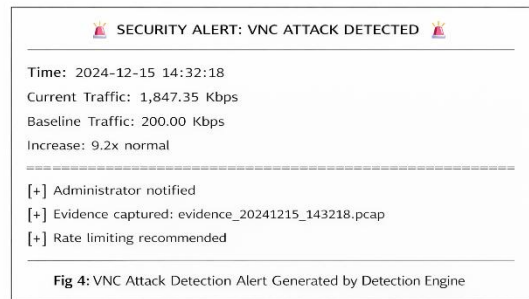 🚨 SECURITY ALERT: VNC ATTACK DETECTED 🚨
Time: 2024-12-15 14:32:18
Current Traffic: 1,847.35 Kbps
Baseline Traffic: 200.00 Kbps
Increase: 9.2x normal
============================================================
[+] Administrator notified
[+] Evidence captured: evidence_20241215_143218.pcap
[+] Rate limiting recommended
Fig 4: VNC Attack Detection Alert Generated by Detection Engine